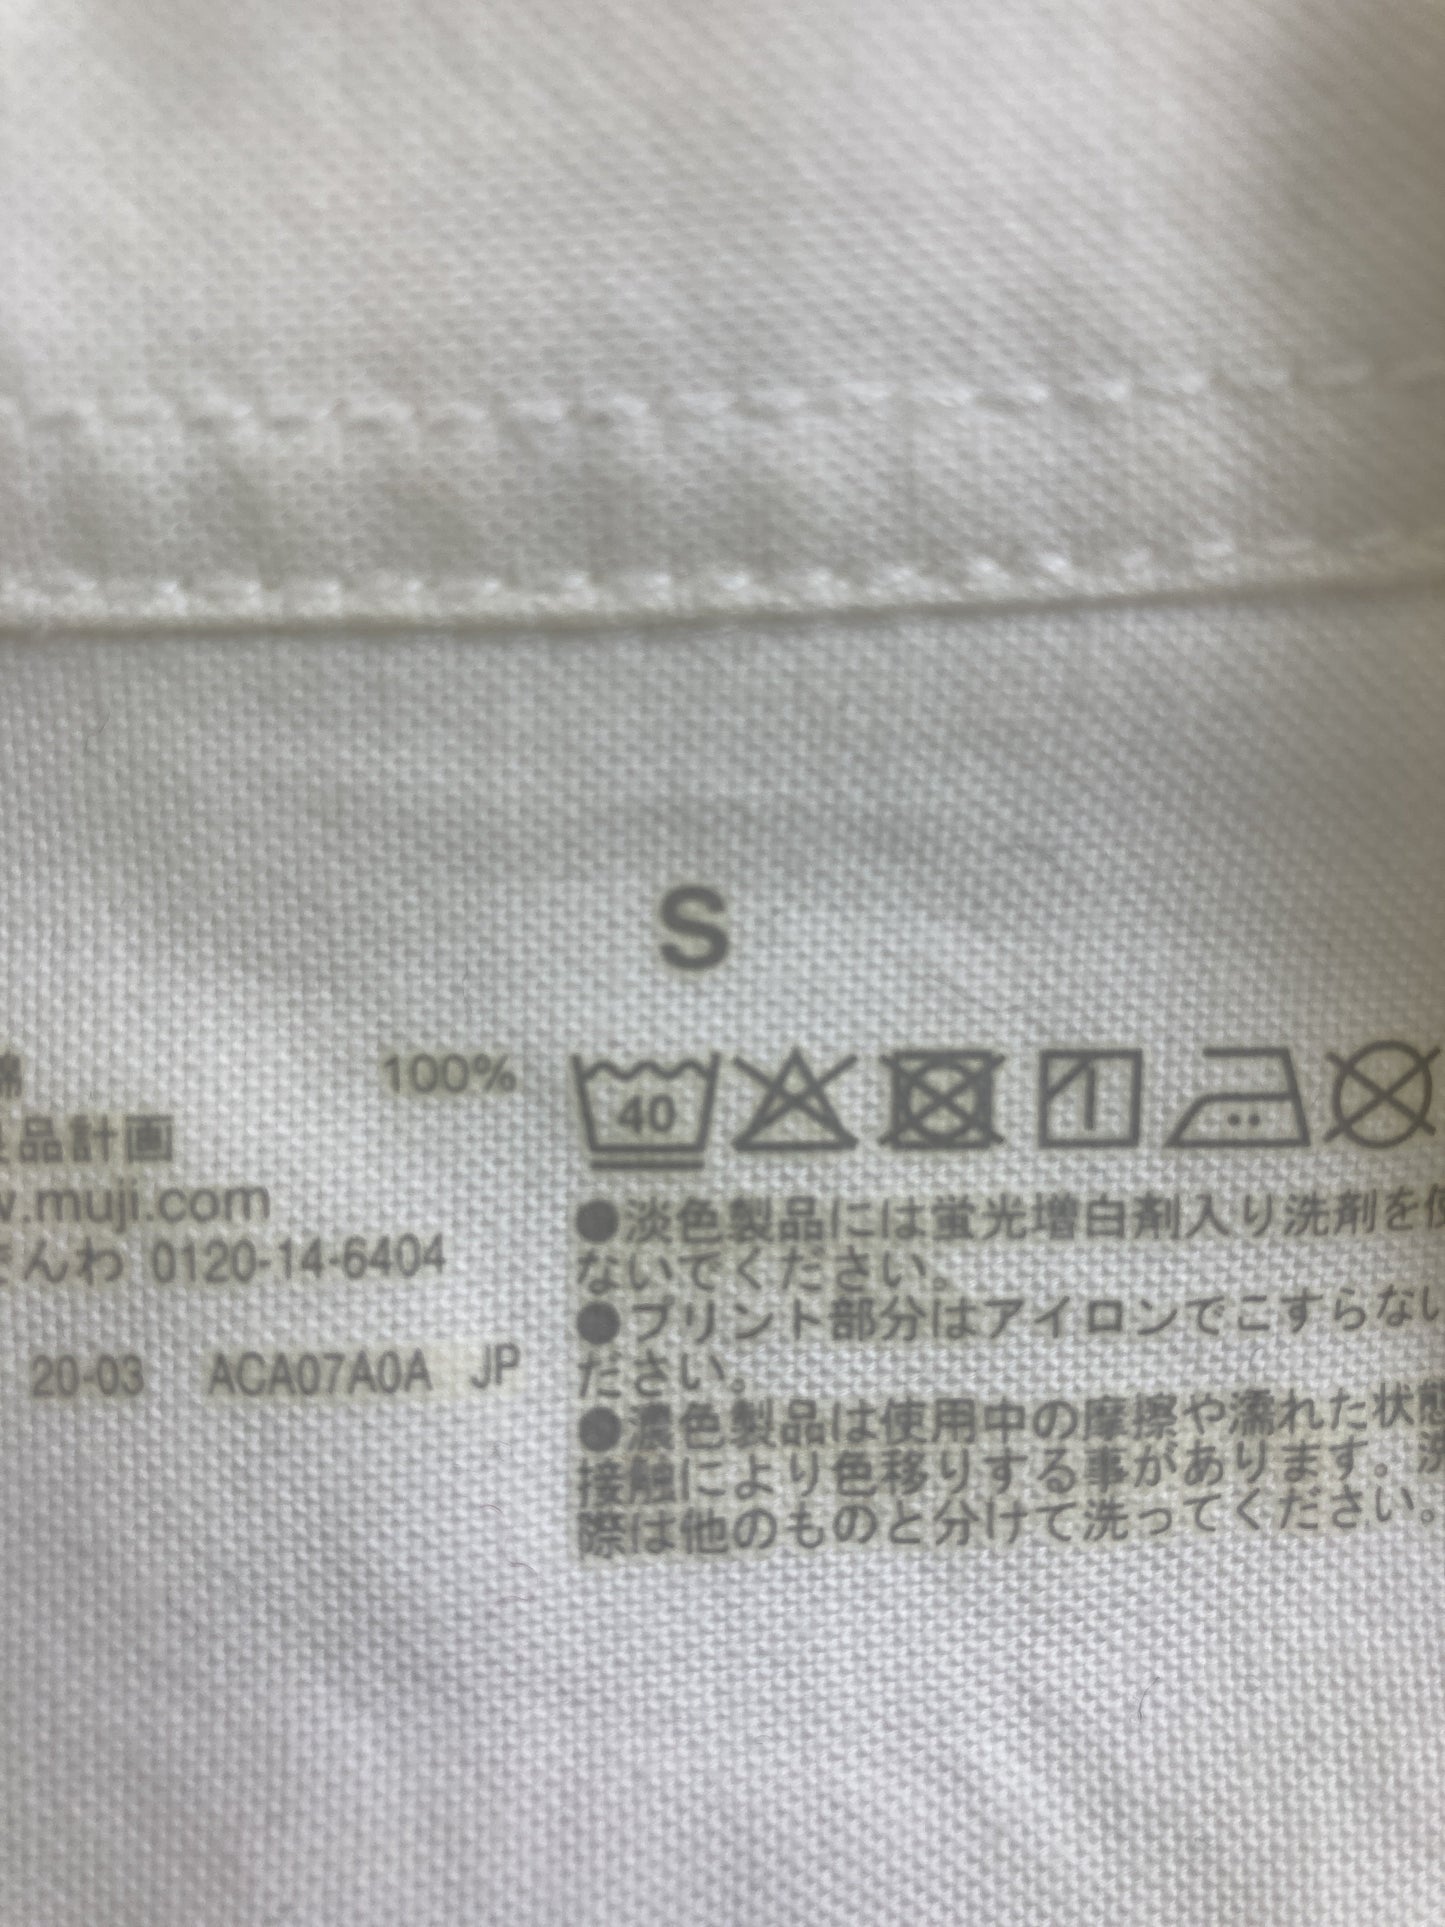 S
綿 100%
品計画
.muji.com
んわ 0120-14-6404
20-03 ACA07A0A JP
40
●淡色製品には蛍光増白剤入り洗剤を使
ないでください。
●プリント部分はアイロンでこすらない
ださい。
●濃色製品は使用中の摩擦や濡れた状態
接触により色移りする事があります。洗
際は他のものと分けて洗ってください。